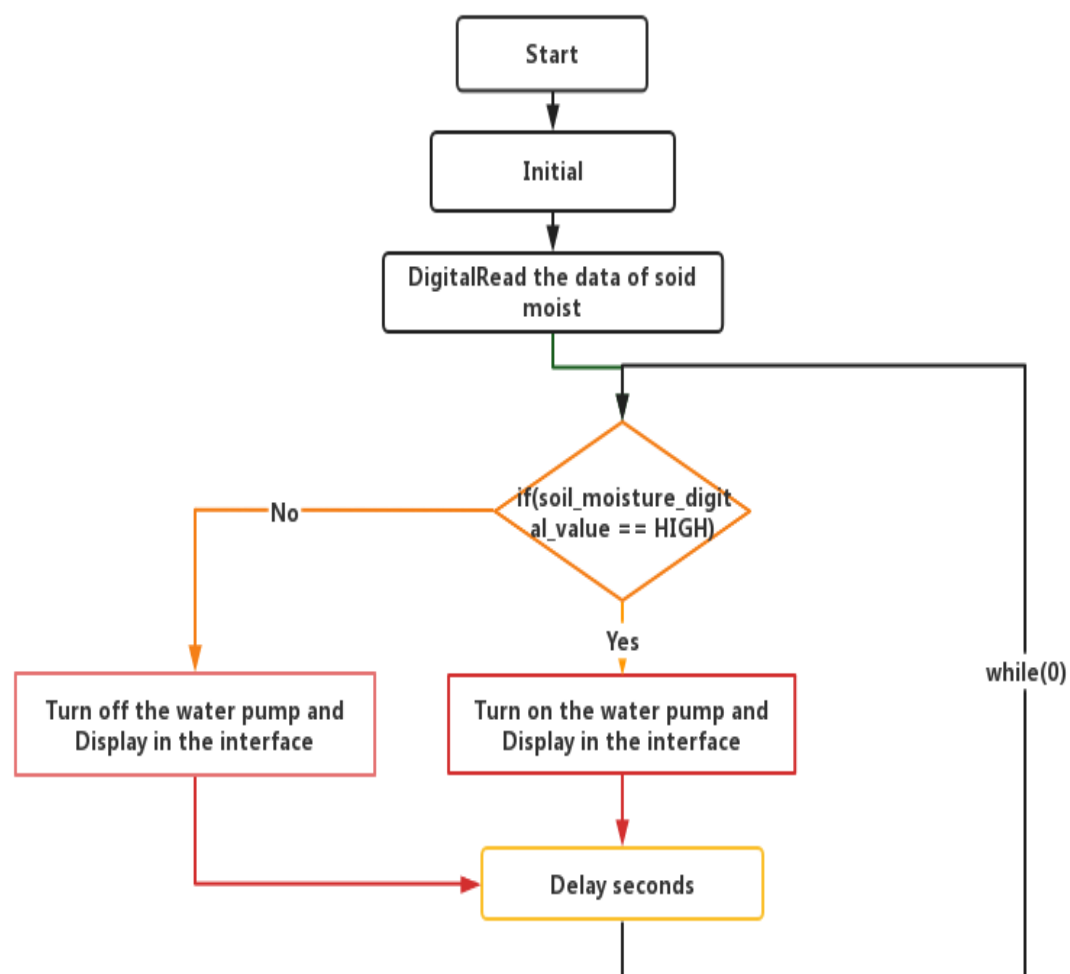 Start
Initial
DigitalRead the data of soid
moist
if(soil_moisture_digit
al_value == HIGH)
No
Yes
while(0)
Turn off the water pump and
Display in the interface
Turn on the water pump and
Display in the interface
Delay seconds